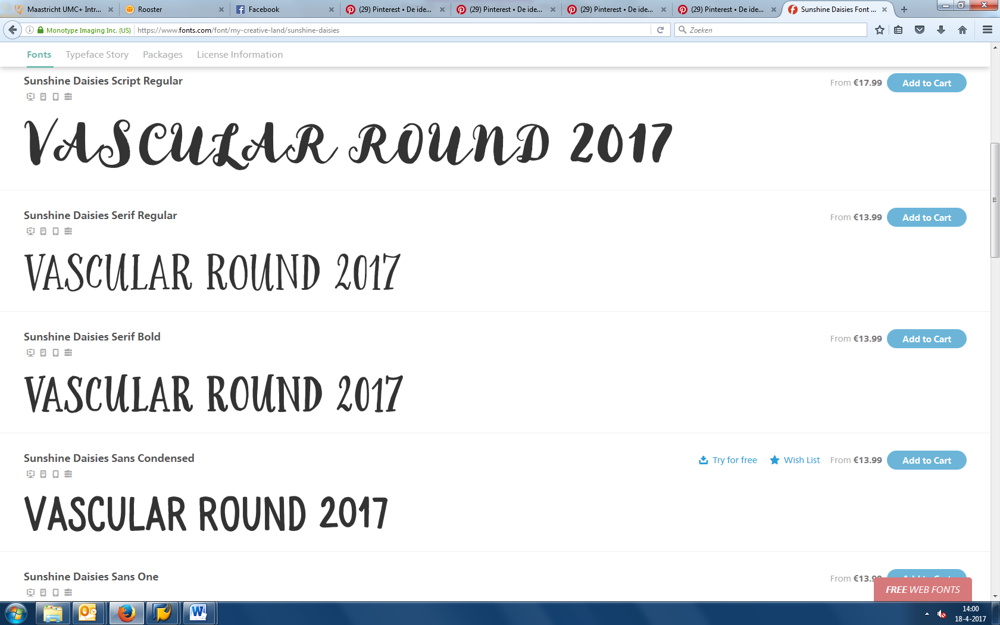 Maastricht UMC+ Intr... Rooster Facebook (29) Pinterest • De ide... (29) Pinterest • De ide... (29) Pinterest • De ide... (29) Pinterest • De ide... Sunshine Daisies Font ...
Monotype Imaging Inc. (US) https://www.fonts.com/font/my-creative-land/sunshine-daisies Zoeken
Fonts Typeface Story Packages License Information
Sunshine Daisies Script Regular From €17.99 Add to Cart
VASCULAR ROUND 2017
Sunshine Daisies Serif Regular From €13.99 Add to Cart
VASCULAR ROUND 2017
Sunshine Daisies Serif Bold From €13.99 Add to Cart
VASCULAR ROUND 2017
Sunshine Daisies Sans Condensed Try for free Wish List From €13.99 Add to Cart
VASCULAR ROUND 2017
Sunshine Daisies Sans One From €13.99 Add to Cart
FREE WEB FONTS
14:00
18-4-2017